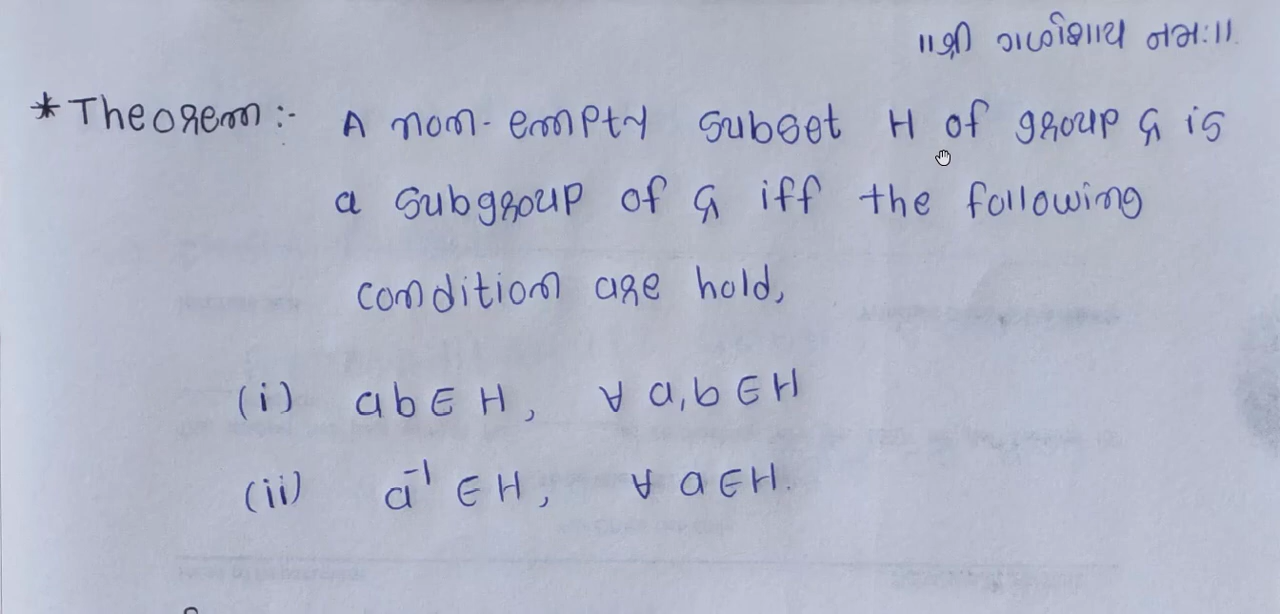 ॥શ્રી ગણેશાય નમઃ॥
* Theorem:- A non-empty subset H of group G is
a subgroup of G iff the following
condition are hold,
(i) ab ∈ H, ∀ a,b ∈ H
(ii) a⁻¹ ∈ H, ∀ a ∈ H.